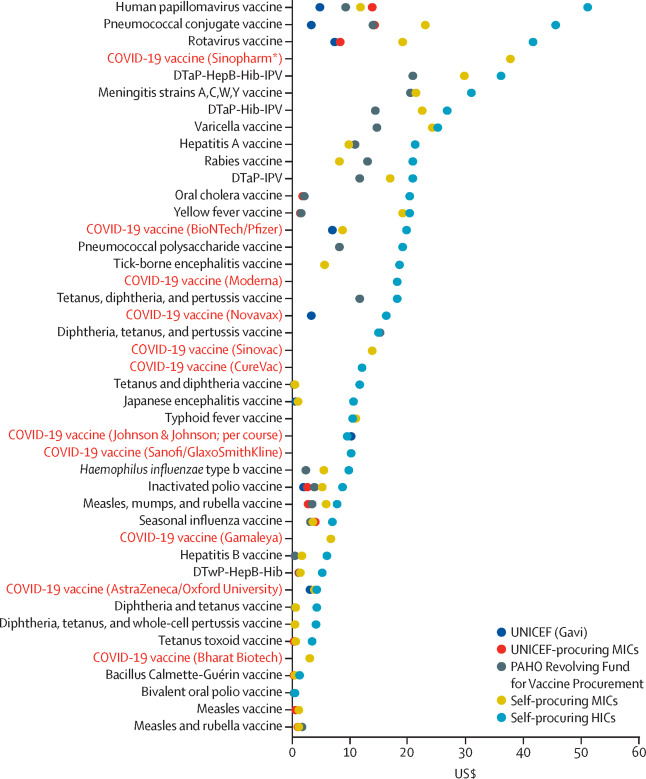 Human papillomavirus vaccine
Pneumococcal conjugate vaccine
Rotavirus vaccine
COVID-19 vaccine (Sinopharm*)
DTaP-HepB-Hib-IPV
Meningitis strains A,C,W,Y vaccine
DTaP-Hib-IPV
Varicella vaccine
Hepatitis A vaccine
Rabies vaccine
DTaP-IPV
Oral cholera vaccine
Yellow fever vaccine
COVID-19 vaccine (BioNTech/Pfizer)
Pneumococcal polysaccharide vaccine
Tick-borne encephalitis vaccine
COVID-19 vaccine (Moderna)
Tetanus, diphtheria, and pertussis vaccine
COVID-19 vaccine (Novavax)
Diphtheria, tetanus, and pertussis vaccine
COVID-19 vaccine (Sinovac)
COVID-19 vaccine (CureVac)
Tetanus and diphtheria vaccine
Japanese encephalitis vaccine
Typhoid fever vaccine
COVID-19 vaccine (Johnson & Johnson; per course)
COVID-19 vaccine (Sanofi/GlaxoSmithKline)
Haemophilus influenzae type b vaccine
Inactivated polio vaccine
Measles, mumps, and rubella vaccine
Seasonal influenza vaccine
COVID-19 vaccine (Gamaleya)
Hepatitis B vaccine
DTwP-HepB-Hib
COVID-19 vaccine (AstraZeneca/Oxford University)
Diphtheria and tetanus vaccine
Diphtheria, tetanus, and whole-cell pertussis vaccine
Tetanus toxoid vaccine
COVID-19 vaccine (Bharat Biotech)
Bacillus Calmette-Guérin vaccine
Bivalent oral polio vaccine
Measles vaccine
Measles and rubella vaccine
UNICEF (Gavi)
UNICEF-procuring MICs
PAHO Revolving Fund
for Vaccine Procurement
Self-procuring MICs
Self-procuring HICs
0 10 20 30 40 50 60
US$